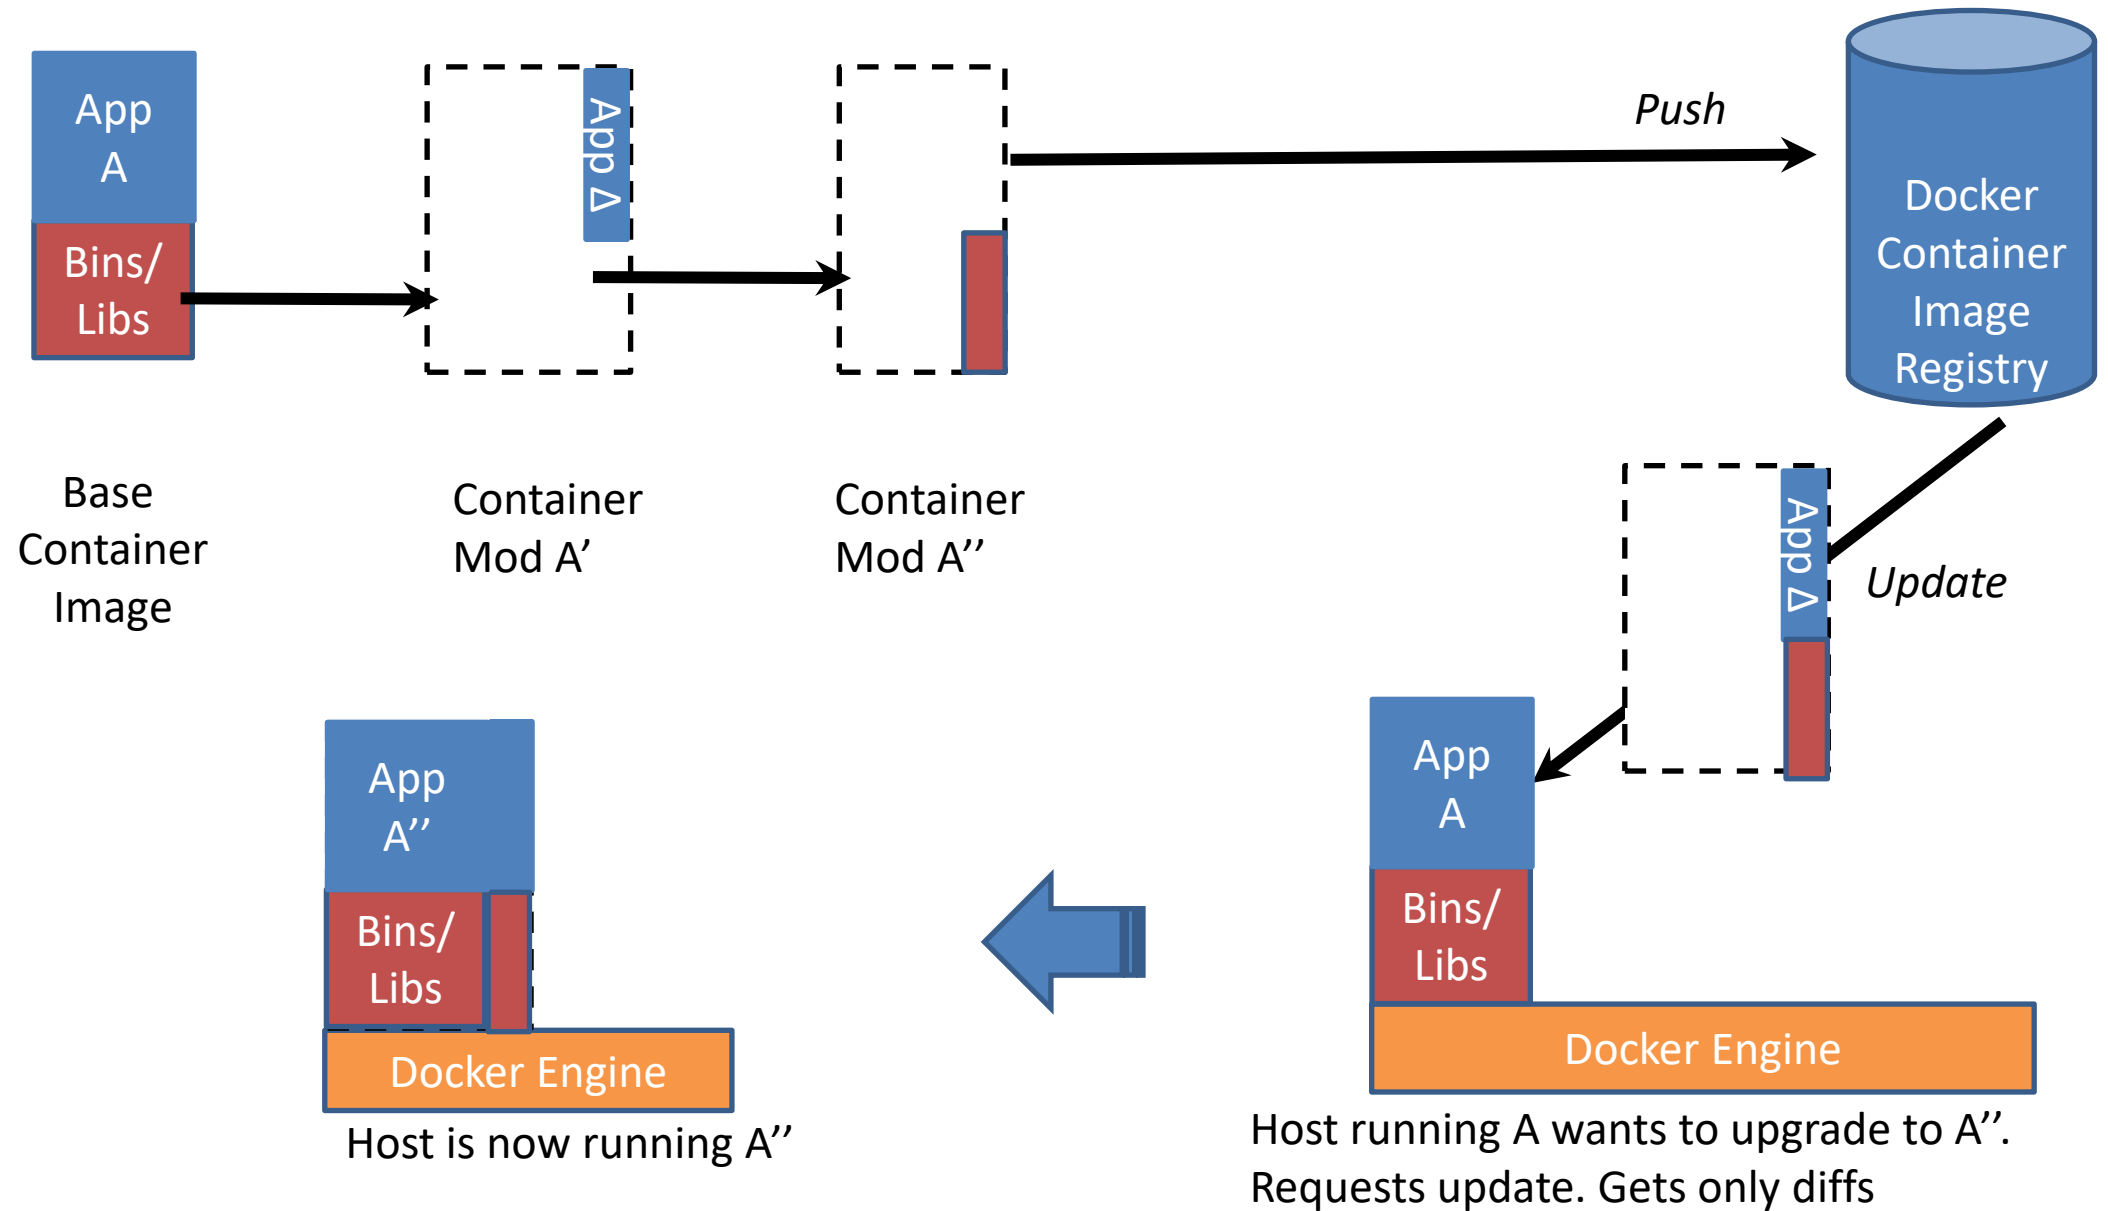 App
A
Bins/
Libs
App Δ
Push
Docker
Container
Image
Registry
Base
Container
Image
Container
Mod A’
Container
Mod A’’
App Δ
Update
App
A’’
Bins/
Libs
Docker Engine
Host is now running A’’
App
A
Bins/
Libs
Docker Engine
Host running A wants to upgrade to A’’.
Requests update. Gets only diffs